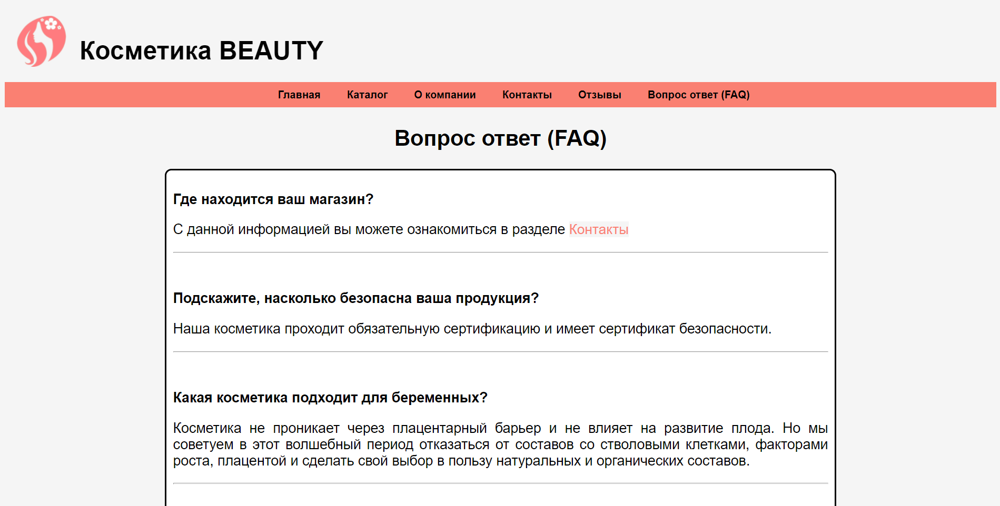 Косметика BEAUTY
Главная Каталог О компании Контакты Отзывы Вопрос ответ (FAQ)
Вопрос ответ (FAQ)
Где находится ваш магазин?
С данной информацией вы можете ознакомиться в разделе Контакты
Подскажите, насколько безопасна ваша продукция?
Наша косметика проходит обязательную сертификацию и имеет сертификат безопасности.
Какая косметика подходит для беременных?
Косметика не проникает через плацентарный барьер и не влияет на развитие плода. Но мы
советуем в этот волшебный период отказаться от составов со стволовыми клетками, факторами
роста, плацентой и сделать свой выбор в пользу натуральных и органических составов.